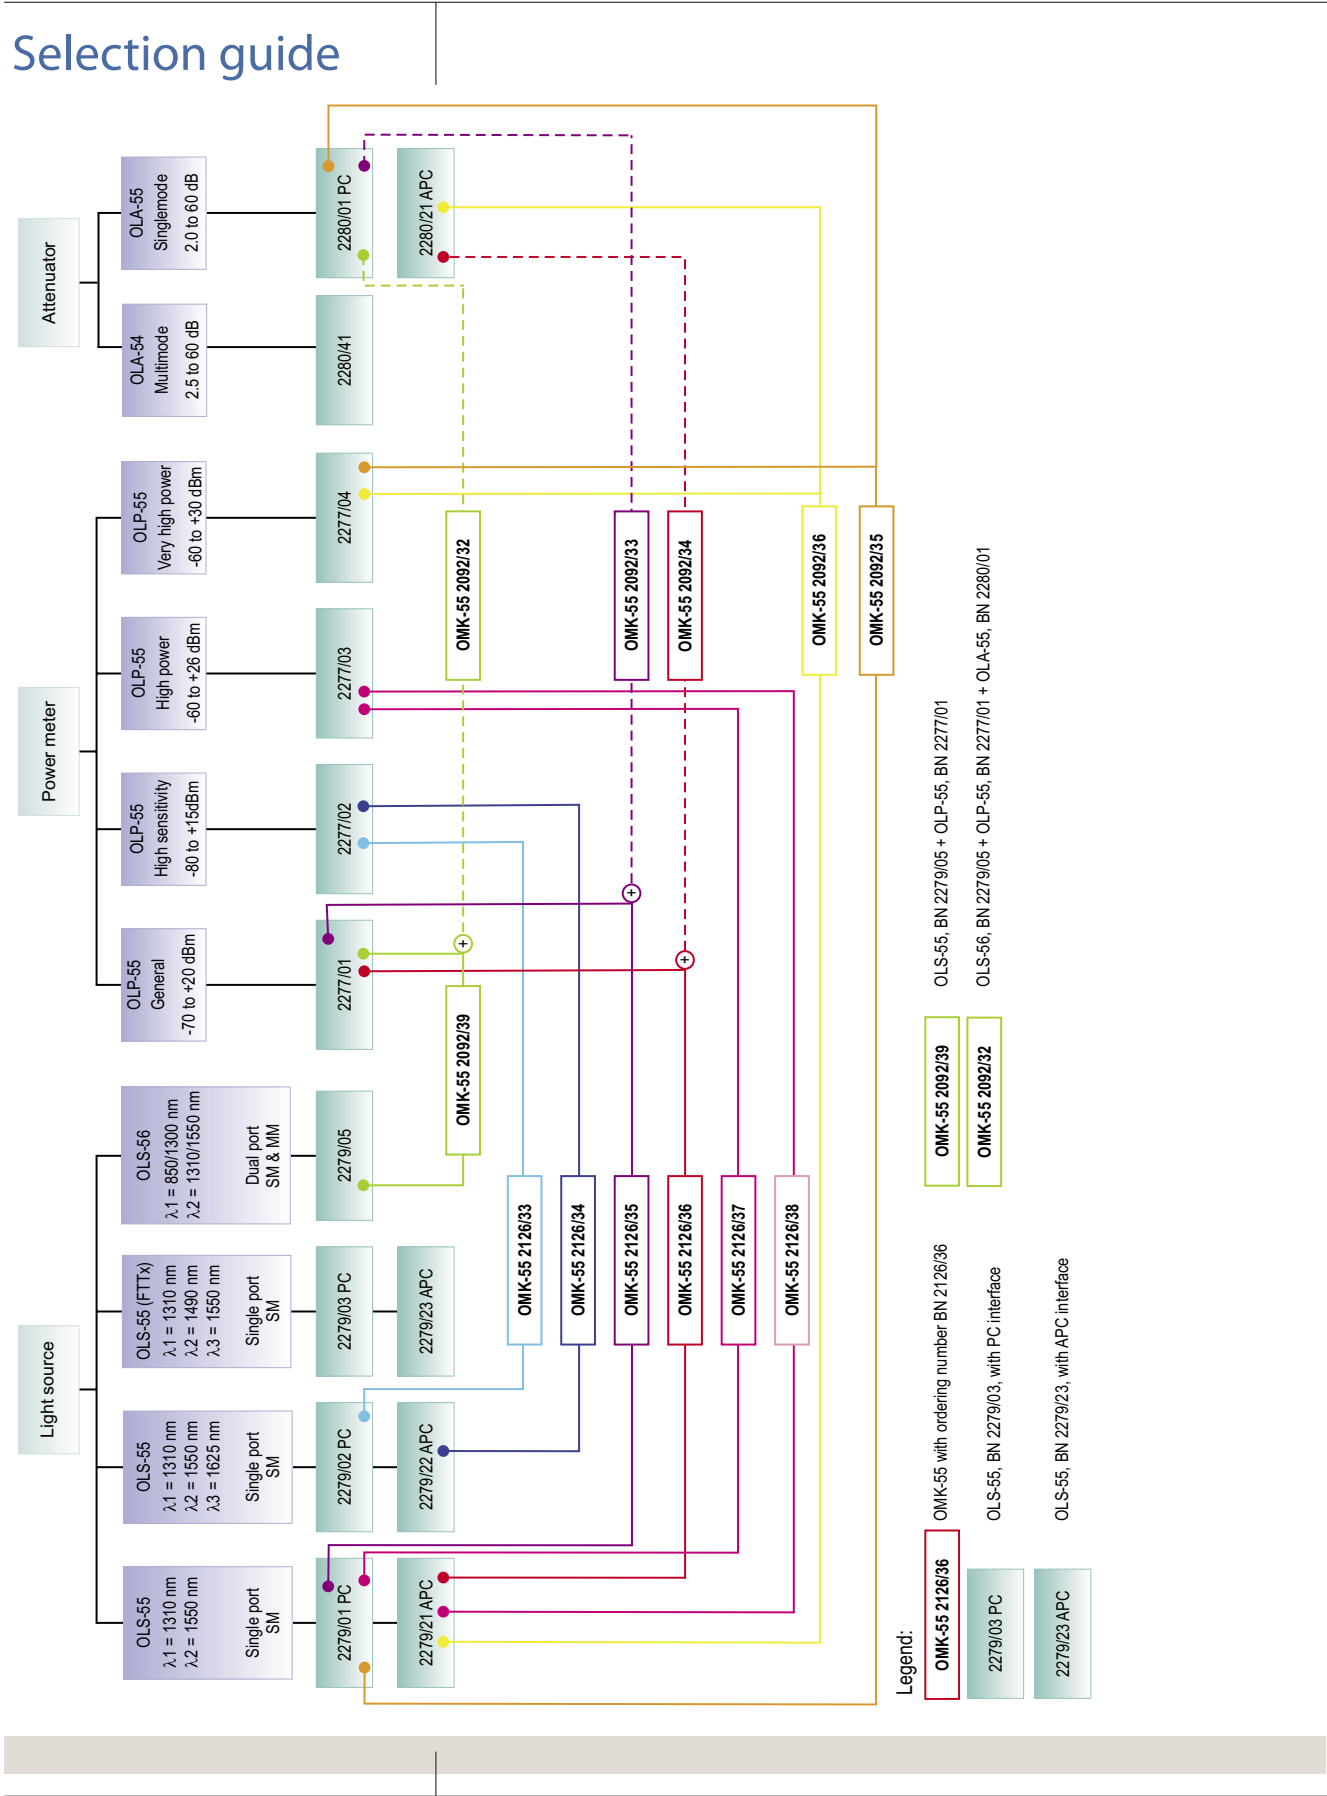 Selection guide
Light source
Power meter
Attenuator
OLS-55
λ1 = 1310 nm
λ2 = 1550 nm
Single port
SM
OLS-55
λ1 = 1310 nm
λ2 = 1550 nm
λ3 = 1625 nm
Single port
SM
OLS-55 (FTTx)
λ1 = 1310 nm
λ2 = 1490 nm
λ3 = 1550 nm
Single port
SM
OLS-56
λ1 = 850/1300 nm
λ2 = 1310/1550 nm
Dual port
SM & MM
OLP-55
General
-70 to +20 dBm
OLP-55
High sensitivity
-80 to +15dBm
OLP-55
High power
-60 to +26 dBm
OLP-55
Very high power
-60 to +30 dBm
OLA-54
Multimode
2.5 to 60 dB
OLA-55
Singlemode
2.0 to 60 dB
2279/01 PC
2279/02 PC
2279/03 PC
2279/05
2277/01
2277/02
2277/03
2277/04
2280/41
2280/01 PC
2279/21 APC
2279/22 APC
2279/23 APC
2280/21 APC
OMK-55 2092/39
OMK-55 2092/32
OMK-55 2126/33
OMK-55 2126/34
OMK-55 2126/35
OMK-55 2092/33
OMK-55 2126/36
OMK-55 2092/34
OMK-55 2126/37
OMK-55 2126/38
OMK-55 2092/36
OMK-55 2092/35
+
+
+
Legend:
OMK-55 2126/36
OMK-55 with ordering number BN 2126/36
2279/03 PC
OLS-55, BN 2279/03, with PC interface
2279/23 APC
OLS-55, BN 2279/23, with APC interface
OMK-55 2092/39
OLS-55, BN 2279/05 + OLP-55, BN 2277/01
OMK-55 2092/32
OLS-56, BN 2279/05 + OLP-55, BN 2277/01 + OLA-55, BN 2280/01